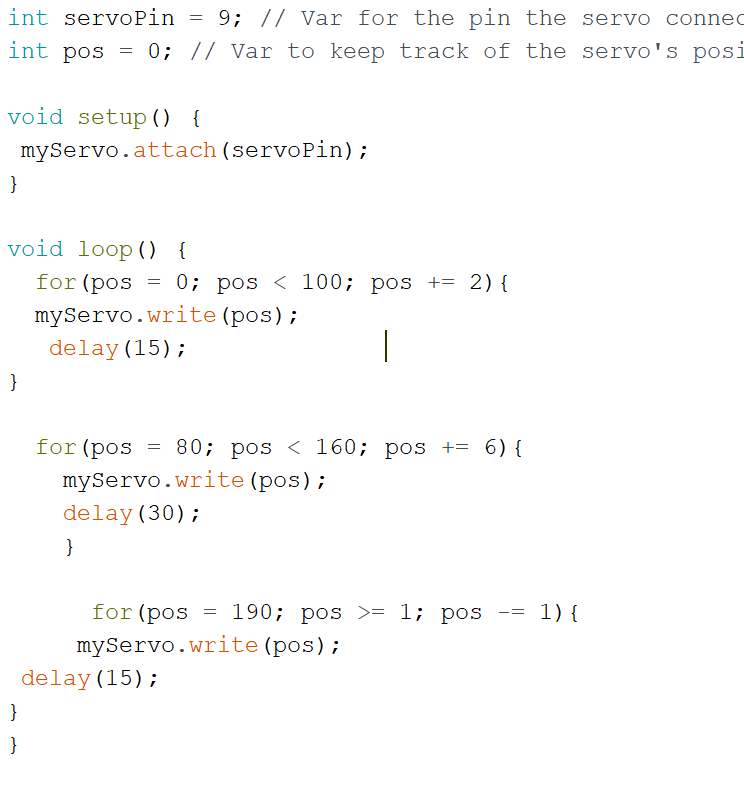 int servoPin = 9; // Var for the pin the servo
int pos = 0; // Var to keep track of the servo's
void setup() {
myServo.attach(servoPin);
}
void loop() {
for(pos = 0; pos < 100; pos += 2){
myServo.write(pos);
delay(15);
}
for(pos = 80; pos < 160; pos += 6){
myServo.write(pos);
delay(30);
}
for(pos = 190; pos >= 1; pos -= 1){
myServo.write(pos);
delay(15);
}
}